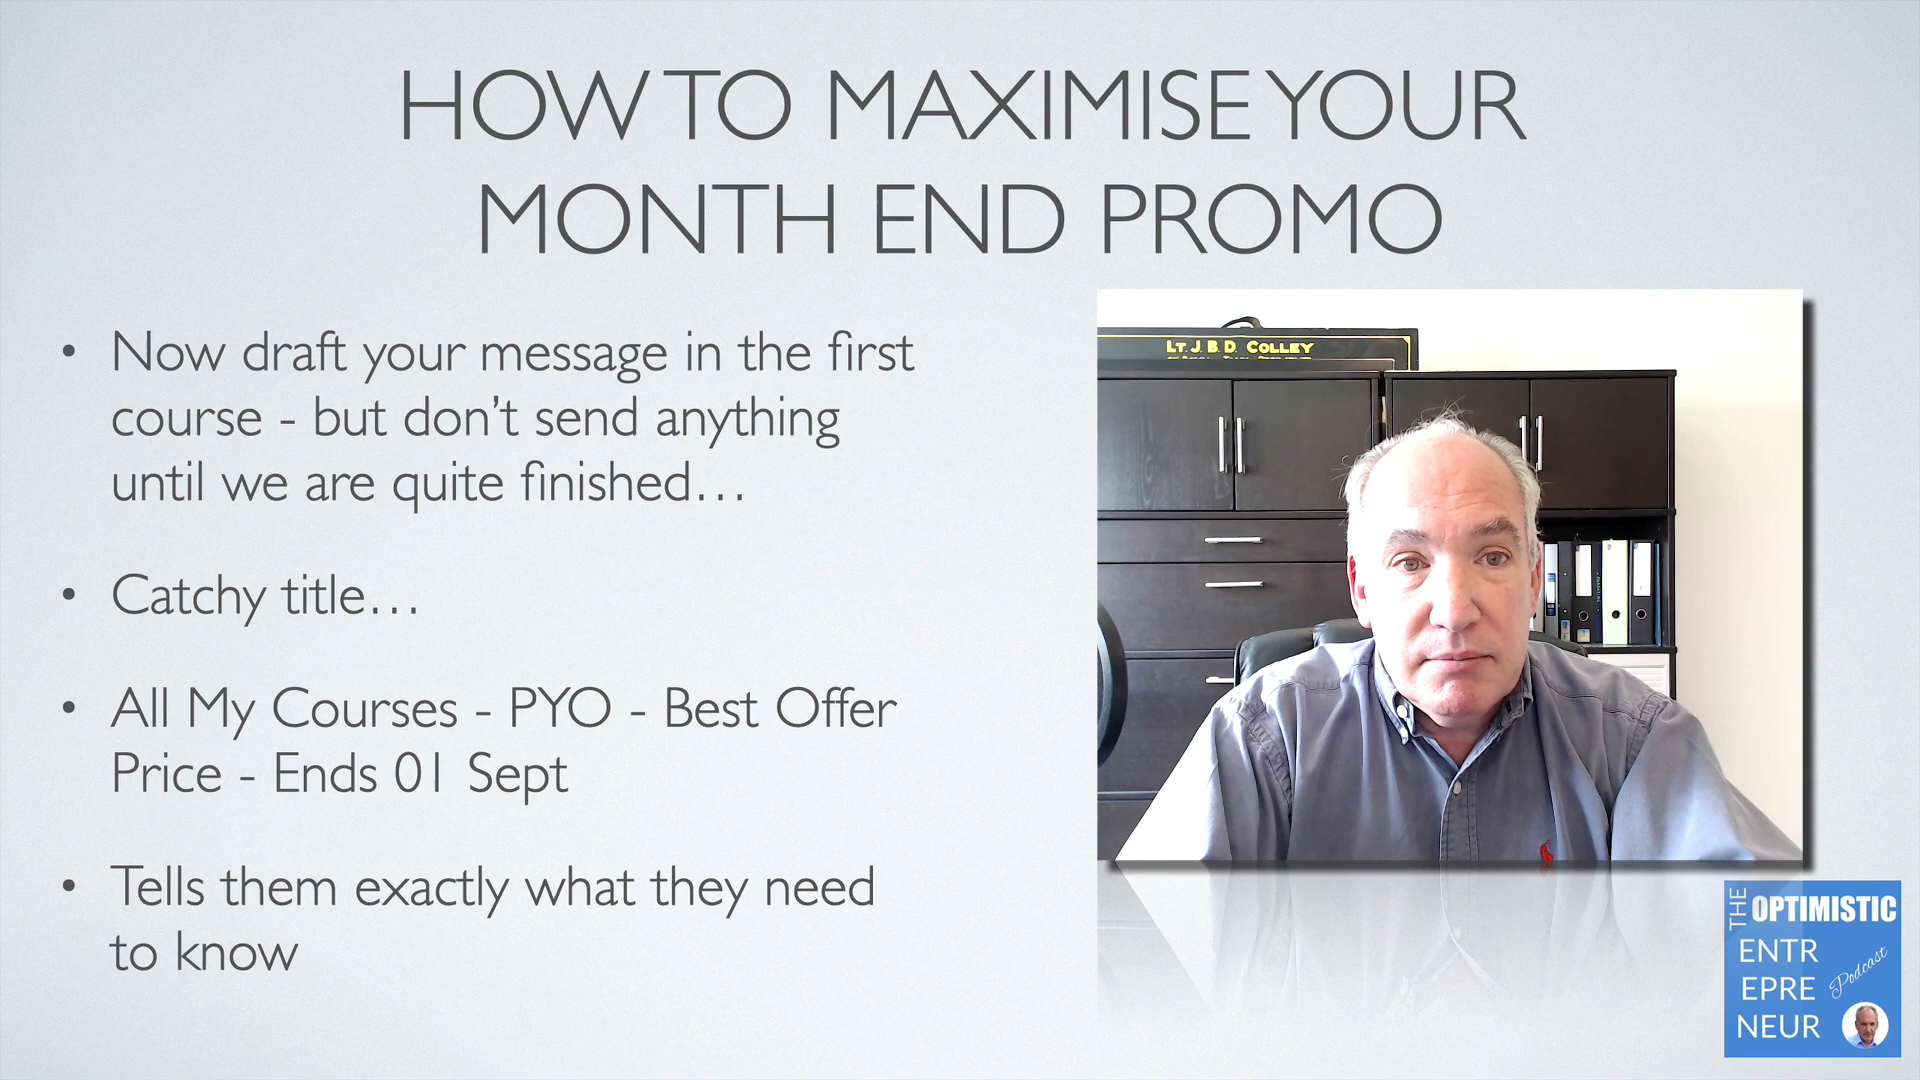 HOW TO MAXIMISE YOUR
MONTH END PROMO
• Now draft your message in the first
course - but don’t send anything
until we are quite finished…
• Catchy title…
• All My Courses - PYO - Best Offer
Price - Ends 01 Sept
• Tells them exactly what they need
to know
LT. J. B. D. COLLEY
THE OPTIMISTIC
ENTR
EPRE
NEUR
Podcast